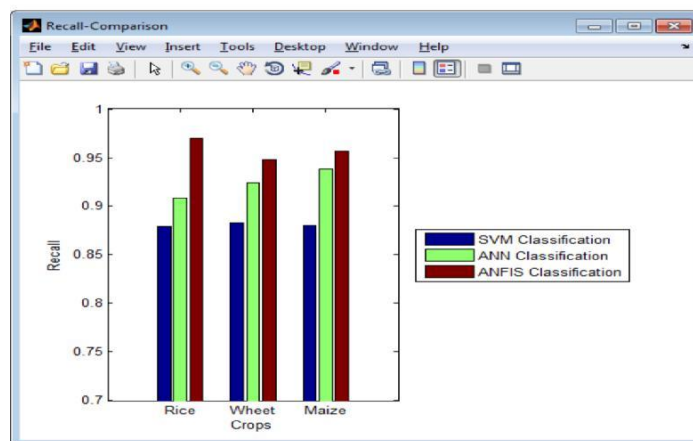 Recall-Comparison
File Edit View Insert Tools Desktop Window Help
1
0.95
0.9
0.85
0.8
0.75
0.7
Recall
Rice Wheet Maize
Crops
SVM Classification
ANN Classification
ANFIS Classification